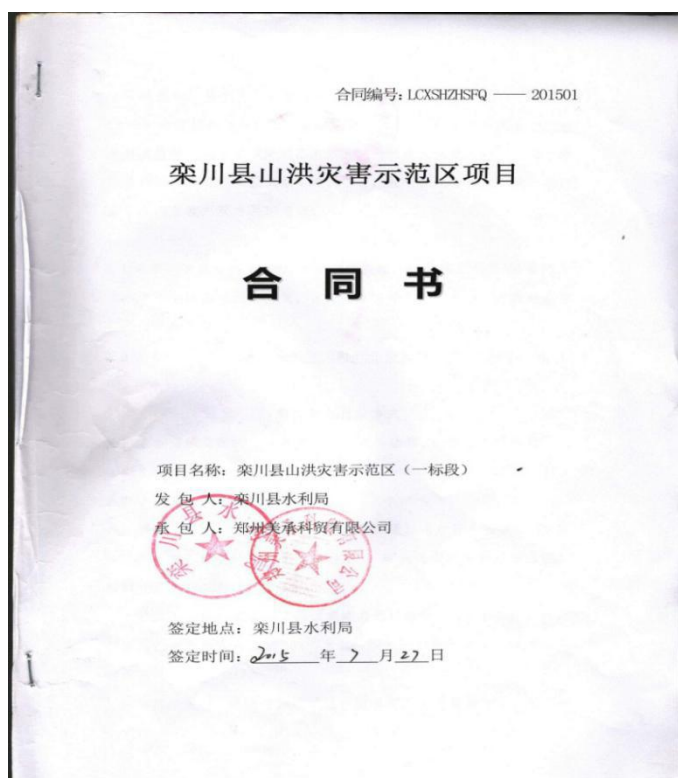 合同编号：LCXSHZHSFQ —— 201501
栾川县山洪灾害示范区项目
合 同 书
项目名称：栾川县山洪灾害示范区（一标段）
发 包 人：栾川县水利局
承 包 人：郑州美承科贸有限公司
签定地点：栾川县水利局
签定时间：2015 年 7 月 27 日